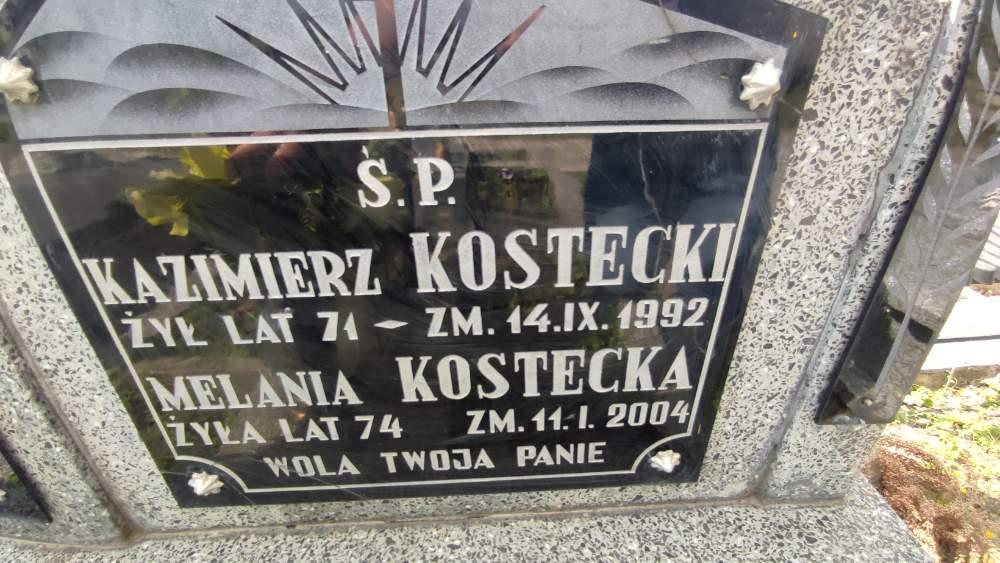 Ś.P.
KAZIMIERZ KOSTECKI
ŻYŁ LAT 71 – ZM. 14.IX.1992
MELANIA KOSTECKA
ŻYŁA LAT 74 ZM. 11.I.2004
WOLA TWOJA PANIE